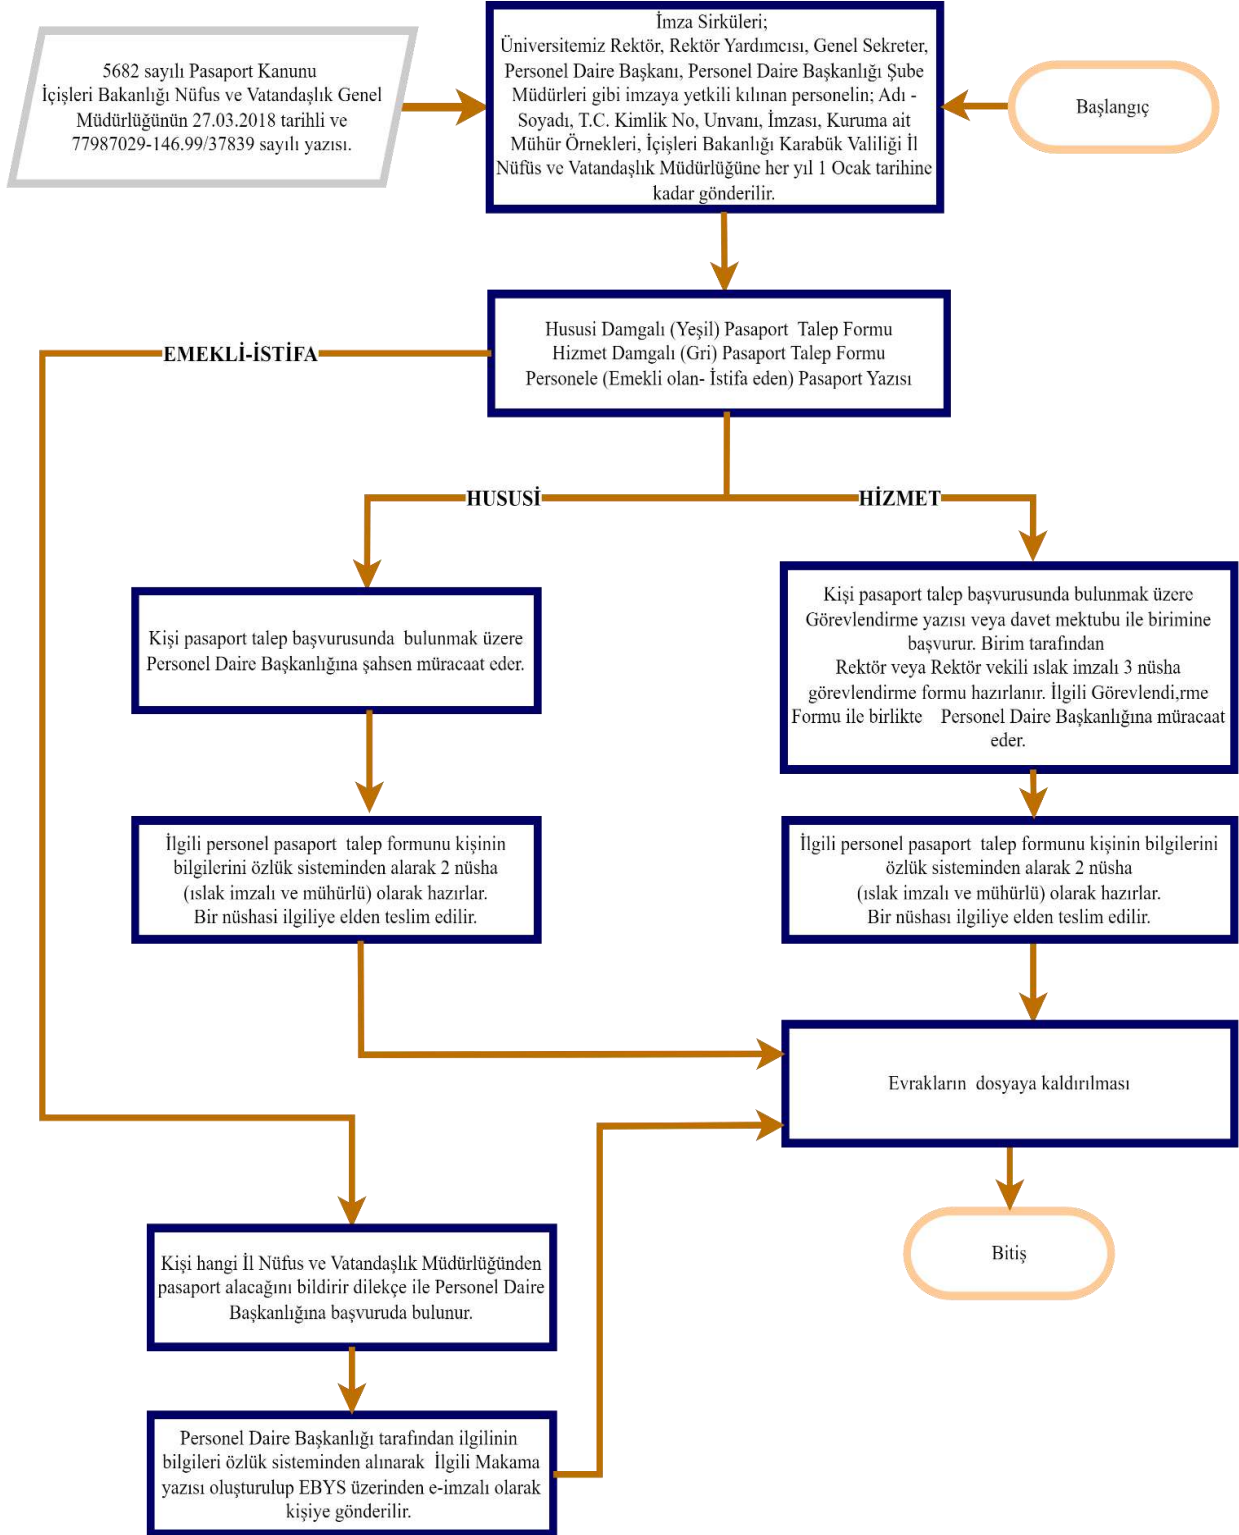 5682 sayılı Pasaport Kanunu
İçişleri Bakanlığı Nüfus ve Vatandaşlık Genel
Müdürlüğünün 27.03.2018 tarihli ve
77987029-146.99/37839 sayılı yazısı.
İmza Sirküleri;
Üniversitemiz Rektör, Rektör Yardımcısı, Genel Sekreter,
Personel Daire Başkanı, Personel Daire Başkanlığı Şube
Müdürleri gibi imzaya yetkili kılınan personelin; Adı -
Soyadı, T.C. Kimlik No, Unvanı, İmzası, Kuruma ait
Mühür Örnekleri, İçişleri Bakanlığı Karabük Valiliği İl
Nüfüs ve Vatandaşlık Müdürlüğüne her yıl 1 Ocak tarihine
kadar gönderilir.
Başlangıç
Hususi Damgalı (Yeşil) Pasaport Talep Formu
Hizmet Damgalı (Gri) Pasaport Talep Formu
Personele (Emekli olan- İstifa eden) Pasaport Yazısı
EMEKLİ-İSTİFA
HUSUSİ
HİZMET
Kişi pasaport talep başvurusunda bulunmak üzere
Personel Daire Başkanlığına şahsen müracaat eder.
Kişi pasaport talep başvurusunda bulunmak üzere
Görevlendirme yazısı veya davet mektubu ile birimine
başvurur. Birim tarafından
Rektör veya Rektör vekili ıslak imzalı 3 nüsha
görevlendirme formu hazırlanır. İlgili Görevlendi,rme
Formu ile birlikte Personel Daire Başkanlığına müracaat
eder.
İlgili personel pasaport talep formunu kişinin
bilgilerini özlük sisteminden alarak 2 nüsha
(ıslak imzalı ve mühürlü) olarak hazırlar.
Bir nüshasi ilgiliye elden teslim edilir.
İlgili personel pasaport talep formunu kişinin bilgilerini
özlük sisteminden alarak 2 nüsha
(ıslak imzalı ve mühürlü) olarak hazırlar.
Bir nüshası ilgiliye elden teslim edilir.
Evrakların dosyaya kaldırılması
Bitiş
Kişi hangi İl Nüfus ve Vatandaşlık Müdürlüğünden
pasaport alacağını bildirir dilekçe ile Personel Daire
Başkanlığına başvuruda bulunur.
Personel Daire Başkanlığı tarafından ilgilinin
bilgileri özlük sisteminden alınarak İlgili Makama
yazısı oluşturulup EBYS üzerinden e-imzalı olarak
kişiye gönderilir.